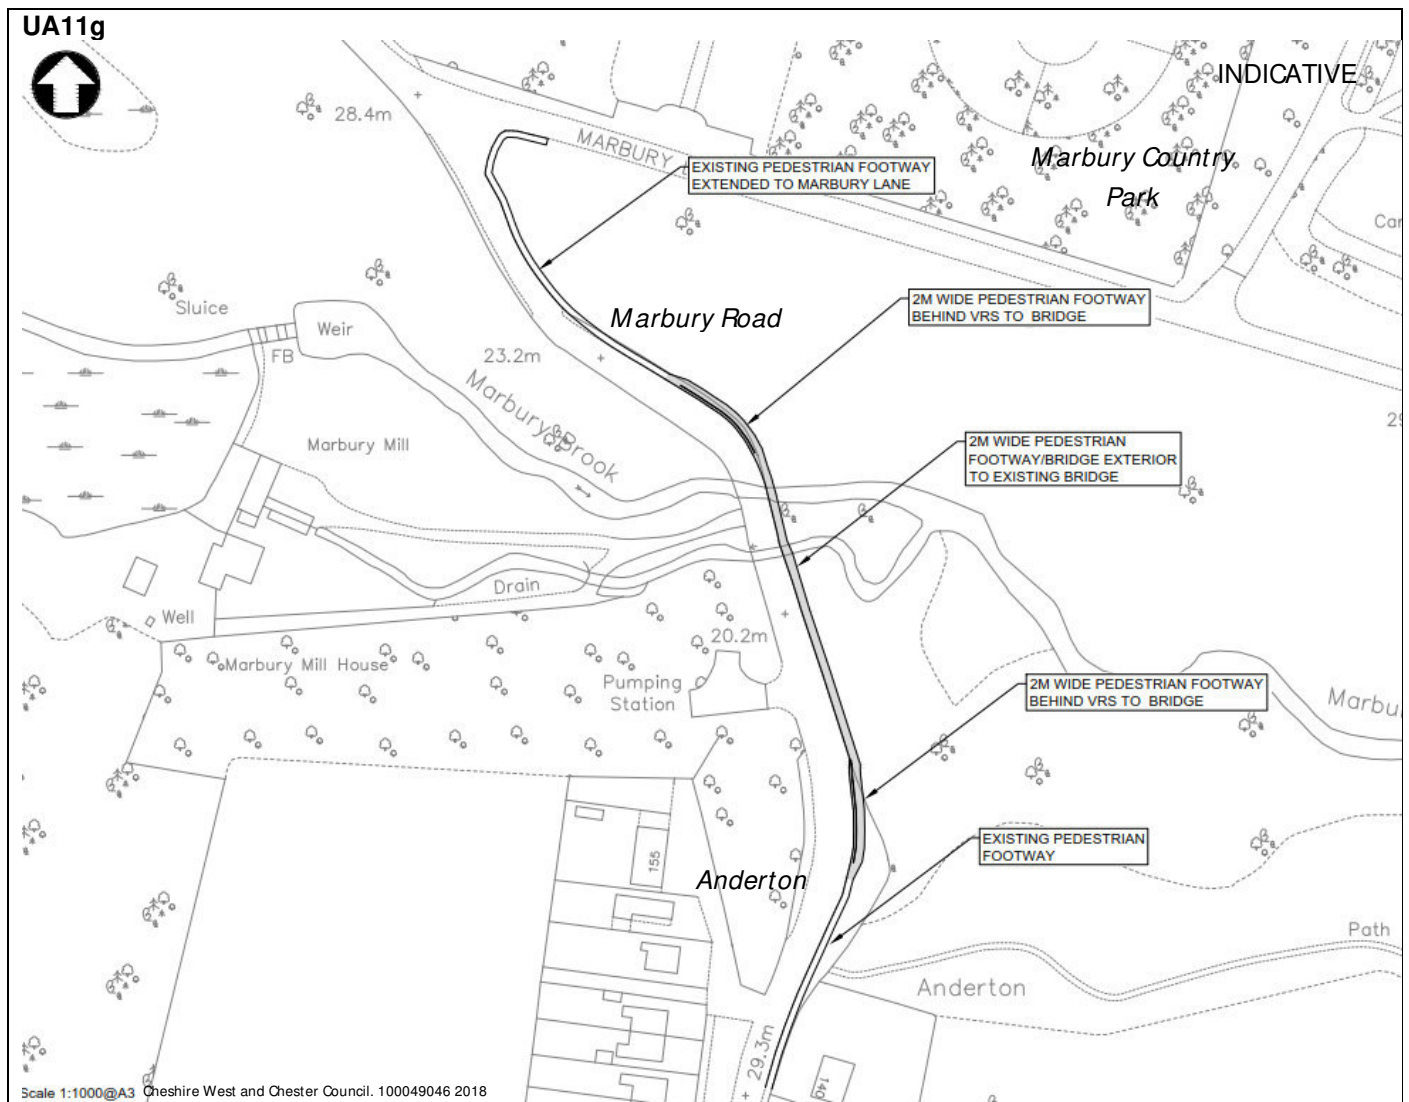 UA11g
INDICATIVE
28.4m
MARBURY
EXISTING PEDESTRIAN FOOTWAY
EXTENDED TO MARBURY LANE
Marbury Country
Park
Car
Sluice
Weir
FB
Marbury Road
2M WIDE PEDESTRIAN FOOTWAY
BEHIND VRS TO BRIDGE
23.2m
Marbury Brook
Marbury Mill
2M WIDE PEDESTRIAN
FOOTWAY/BRIDGE EXTERIOR
TO EXISTING BRIDGE
Drain
Well
20.2m
Marbury Mill House
Pumping
Station
2M WIDE PEDESTRIAN FOOTWAY
BEHIND VRS TO BRIDGE
Marbu
EXISTING PEDESTRIAN
FOOTWAY
155
Anderton
Path
Anderton
29.3m
140
Scale 1:1000@A3 Cheshire West and Chester Council. 100049046 2018